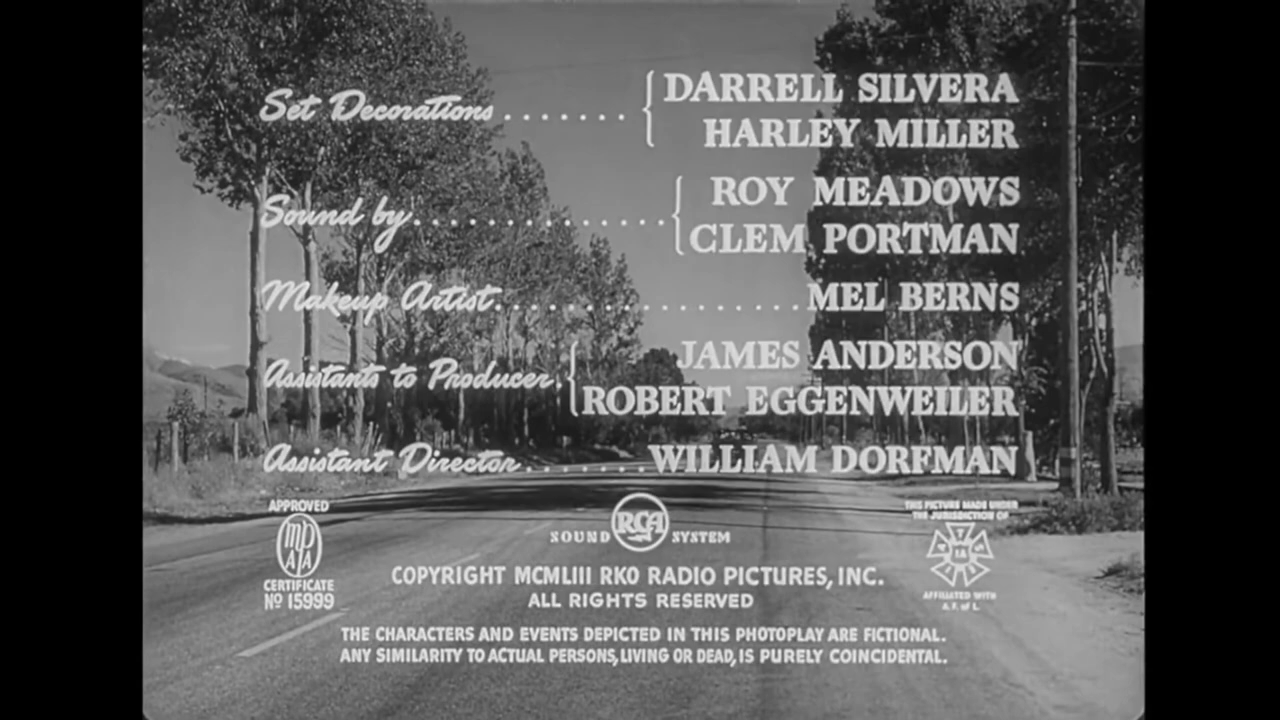 Set Decorations ....... { DARRELL SILVERA
HARLEY MILLER
Sound by .............. { ROY MEADOWS
CLEM PORTMAN
Makeup Artist ................ MEL BERNS
Assistants to Producer . { JAMES ANDERSON
ROBERT EGGENWEILER
Assistant Director ....... WILLIAM DORFMAN
APPROVED
MPAA
CERTIFICATE
No 15999
RCA
SOUND SYSTEM
THIS PICTURE MADE UNDER
THE JURISDICTION OF
IATSE
AFFILIATED WITH
A. F. of L.
COPYRIGHT MCMLIII RKO RADIO PICTURES, INC.
ALL RIGHTS RESERVED
THE CHARACTERS AND EVENTS DEPICTED IN THIS PHOTOPLAY ARE FICTIONAL.
ANY SIMILARITY TO ACTUAL PERSONS, LIVING OR DEAD, IS PURELY COINCIDENTAL.